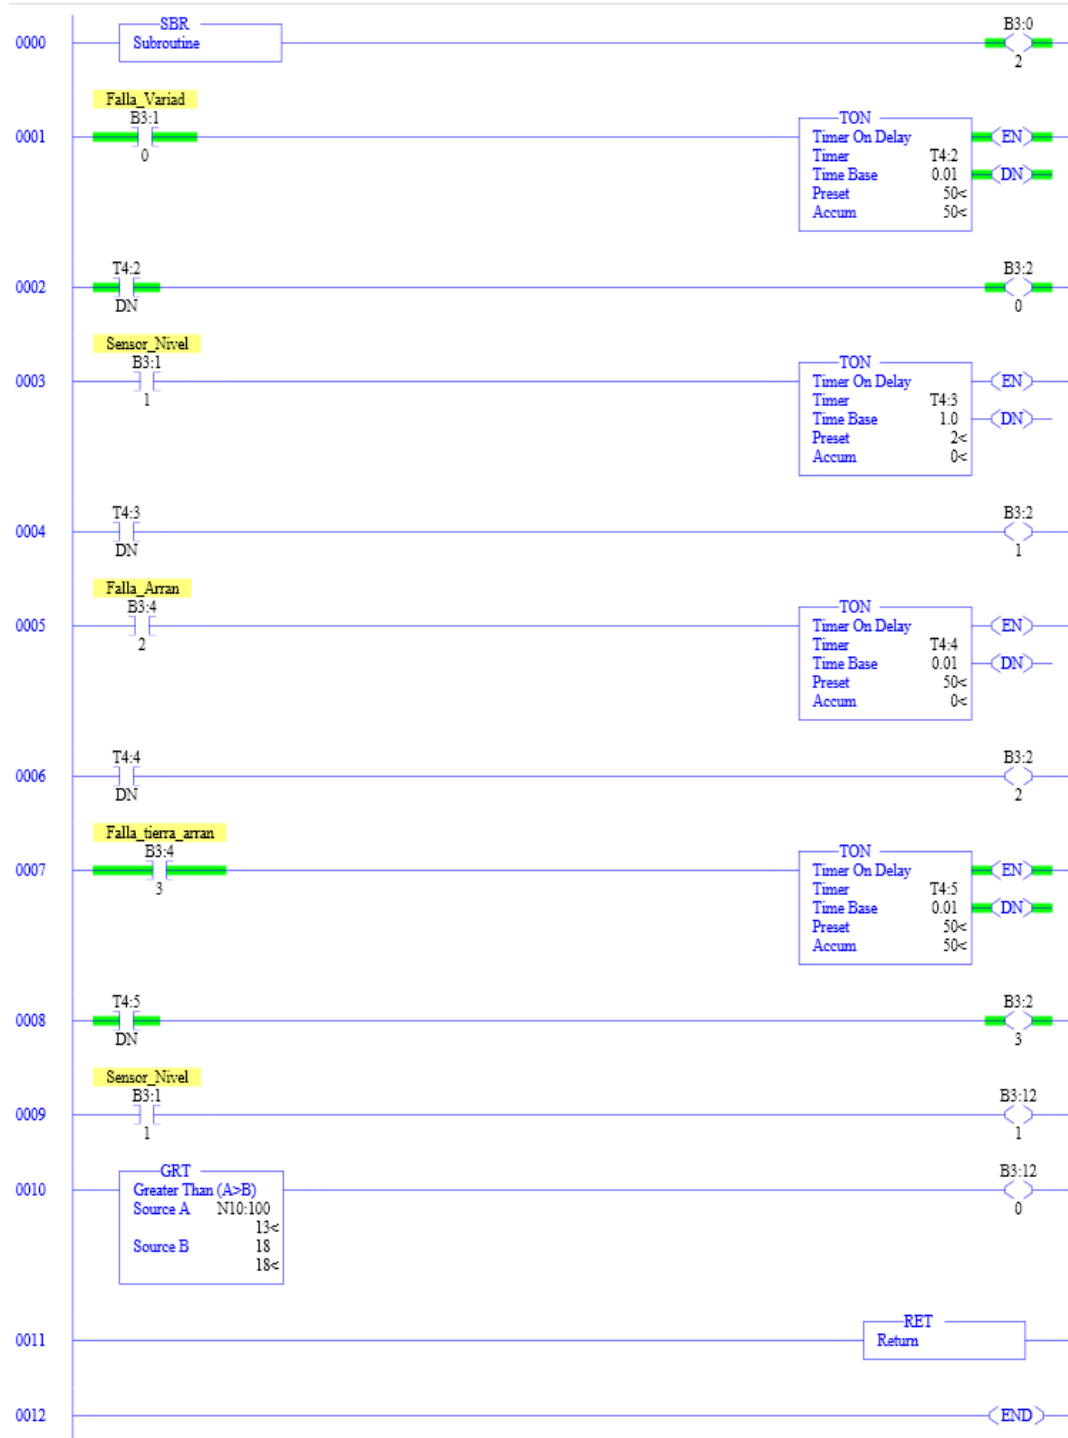 SBR
0000 Subroutine B3:0
2
Falla_Variad
B3:1
0001
0
TON
Timer On Delay EN
Timer T4:2
Time Base 0.01 DN
Preset 50<
Accum 50<
T4:2 B3:2
0002
DN 0
Sensor_Nivel
B3:1
0003
1
TON
Timer On Delay EN
Timer T4:3
Time Base 1.0 DN
Preset 2<
Accum 0<
T4:3 B3:2
0004
DN 1
Falla_Arran
B3:4
0005
2
TON
Timer On Delay EN
Timer T4:4
Time Base 0.01 DN
Preset 50<
Accum 0<
T4:4 B3:2
0006
DN 2
Falla_tierra_arran
B3:4
0007
3
TON
Timer On Delay EN
Timer T4:5
Time Base 0.01 DN
Preset 50<
Accum 50<
T4:5 B3:2
0008
DN 3
Sensor_Nivel
B3:1 B3:12
0009
1 1
GRT B3:12
0010 Greater Than (A>B)
Source A N10:100 0
13<
Source B 18
18<
RET
0011 Return
0012 END